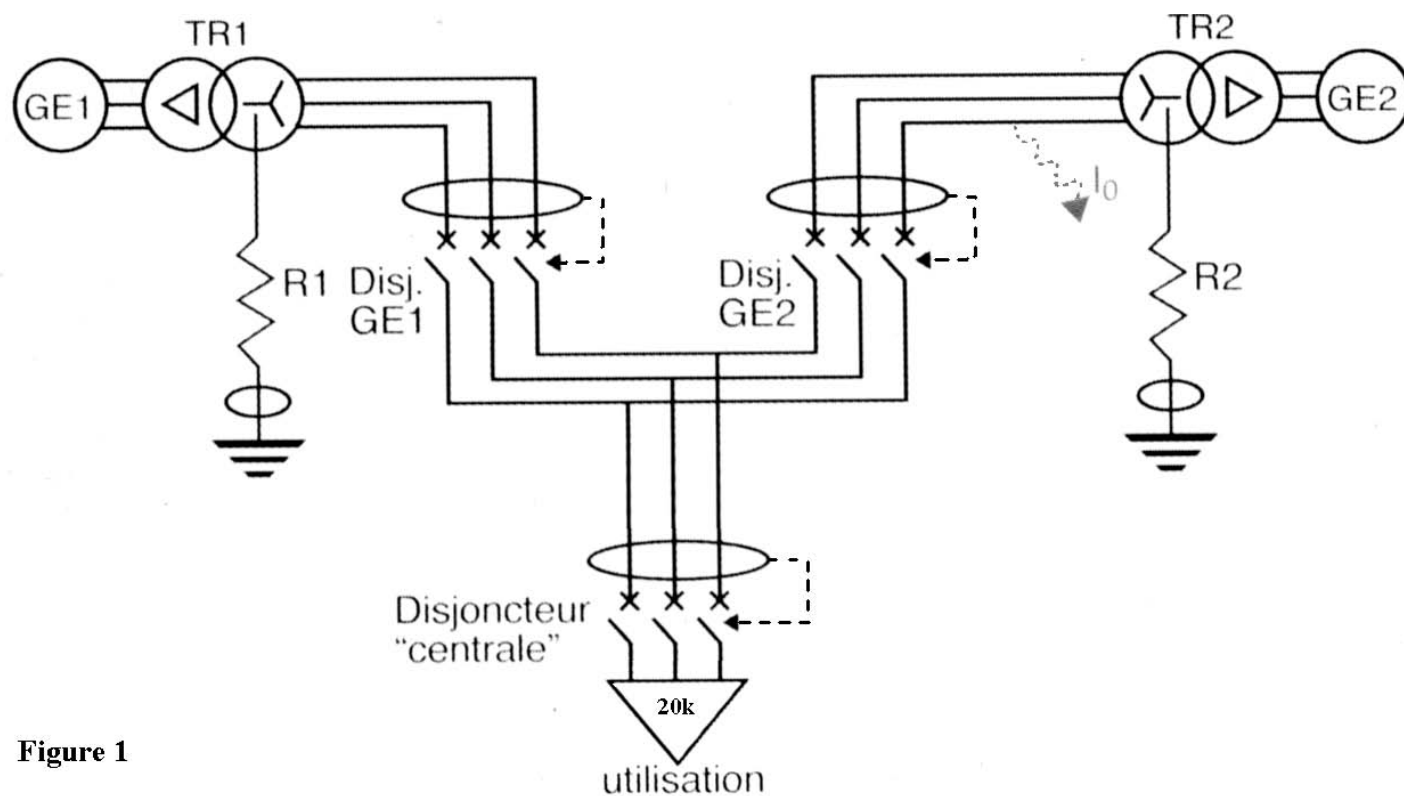 TR1
TR2
GE1
GE2
I0
R1
Disj.
GE1
Disj.
GE2
R2
Disjoncteur
"centrale"
20k
Figure 1
utilisation